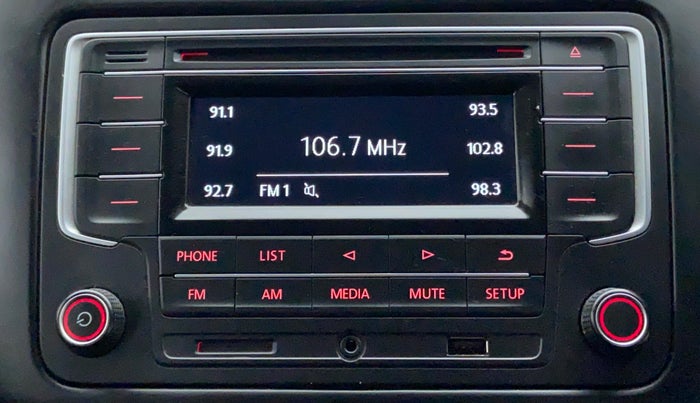 91.1 93.5
91.9 106.7 MHz 102.8
92.7 FM 1 98.3
PHONE LIST
FM AM MEDIA MUTE SETUP